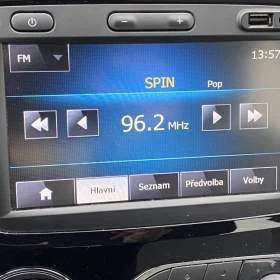 FM
13:57
SPIN
Pop
96.2 MHz
Hlavní Seznam Předvolba Volby